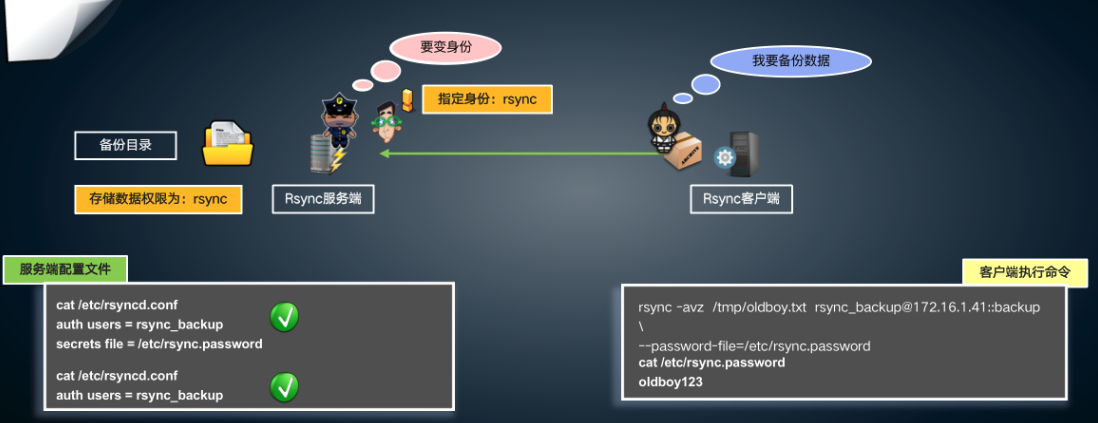 要变身份
我要备份数据
指定身份：rsync
备份目录
存储数据权限为：rsync
Rsync服务端
Rsync客户端
服务端配置文件
cat /etc/rsyncd.conf
auth users = rsync_backup
secrets file = /etc/rsync.password
cat /etc/rsyncd.conf
auth users = rsync_backup
客户端执行命令
rsync -avz /tmp/oldboy.txt rsync_backup@172.16.1.41::backup
\
--password-file=/etc/rsync.password
cat /etc/rsync.password
oldboy123